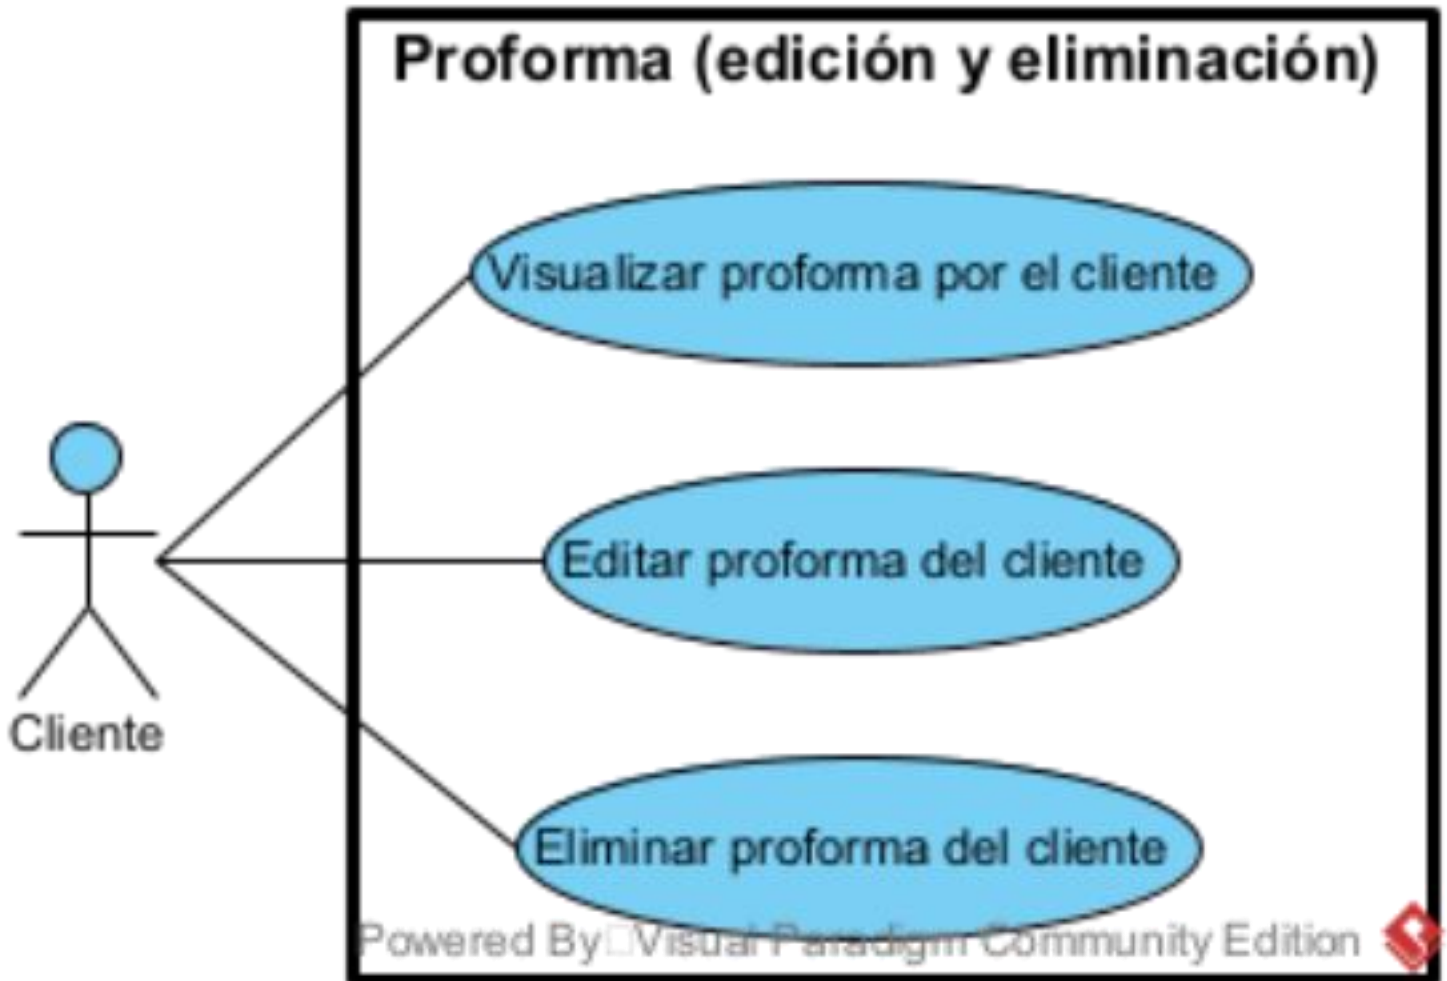 Proforma (edición y eliminación)
Visualizar proforma por el cliente
Editar proforma del cliente
Cliente
Eliminar proforma del cliente
Powered By Visual Paradigm Community Edition